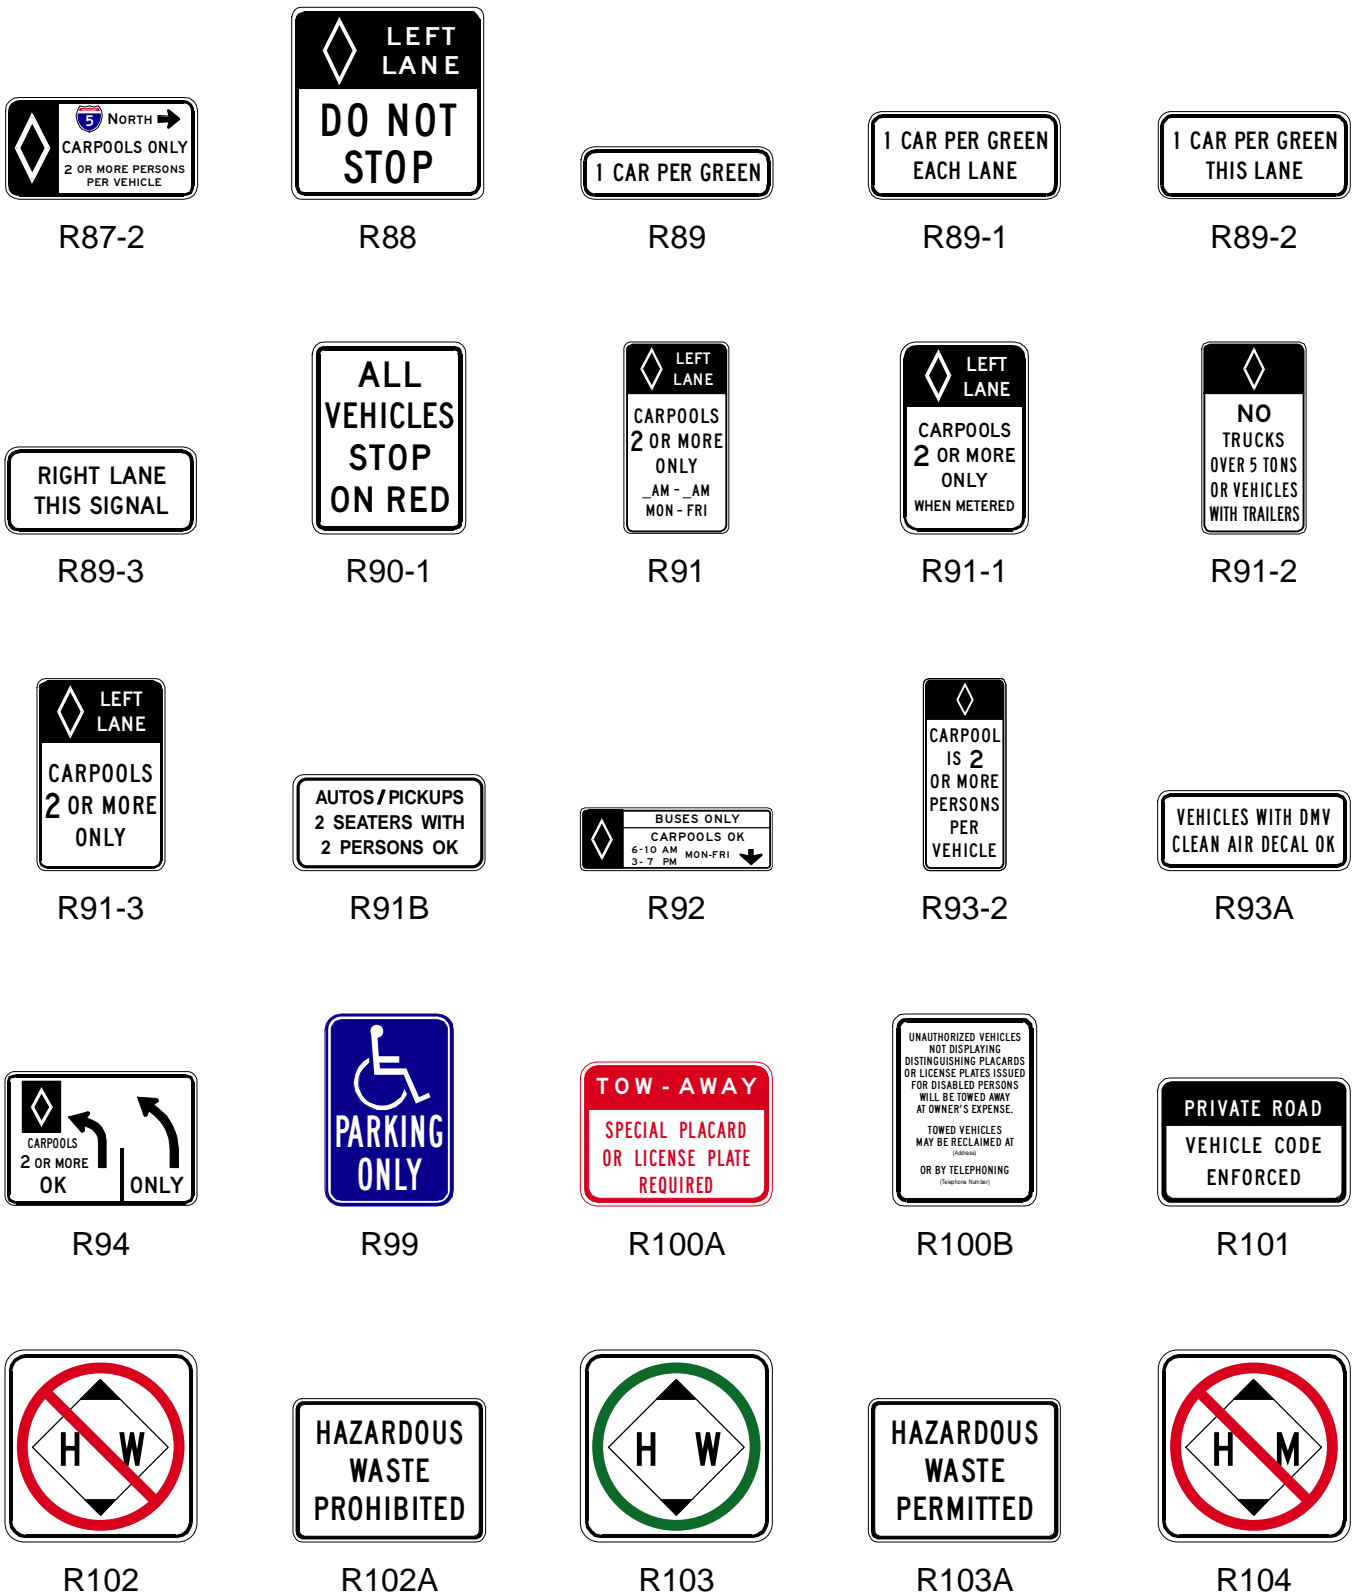 5 NORTH
CARPOOLS ONLY
2 OR MORE PERSONS
PER VEHICLE
R87-2
LEFT
LANE
DO NOT
STOP
R88
1 CAR PER GREEN
R89
1 CAR PER GREEN
EACH LANE
R89-1
1 CAR PER GREEN
THIS LANE
R89-2
RIGHT LANE
THIS SIGNAL
R89-3
ALL
VEHICLES
STOP
ON RED
R90-1
LEFT
LANE
CARPOOLS
2 OR MORE
ONLY
_AM - _AM
MON - FRI
R91
LEFT
LANE
CARPOOLS
2 OR MORE
ONLY
WHEN METERED
R91-1
NO
TRUCKS
OVER 5 TONS
OR VEHICLES
WITH TRAILERS
R91-2
LEFT
LANE
CARPOOLS
2 OR MORE
ONLY
R91-3
AUTOS/PICKUPS
2 SEATERS WITH
2 PERSONS OK
R91B
BUSES ONLY
CARPOOLS OK
6-10 AM
3- 7 PM
MON-FRI
R92
CARPOOL
IS 2
OR MORE
PERSONS
PER
VEHICLE
R93-2
VEHICLES WITH DMV
CLEAN AIR DECAL OK
R93A
CARPOOLS
2 OR MORE
OK
ONLY
R94
PARKING
ONLY
R99
TOW-AWAY
SPECIAL PLACARD
OR LICENSE PLATE
REQUIRED
R100A
UNAUTHORIZED VEHICLES
NOT DISPLAYING
DISTINGUISHING PLACARDS
OR LICENSE PLATES ISSUED
FOR DISABLED PERSONS
WILL BE TOWED AWAY
AT OWNER'S EXPENSE.
TOWED VEHICLES
MAY BE RECLAIMED AT
(Address)
OR BY TELEPHONING
(Telephone Number)
R100B
PRIVATE ROAD
VEHICLE CODE
ENFORCED
R101
H W
R102
HAZARDOUS
WASTE
PROHIBITED
R102A
H W
R103
HAZARDOUS
WASTE
PERMITTED
R103A
H M
R104